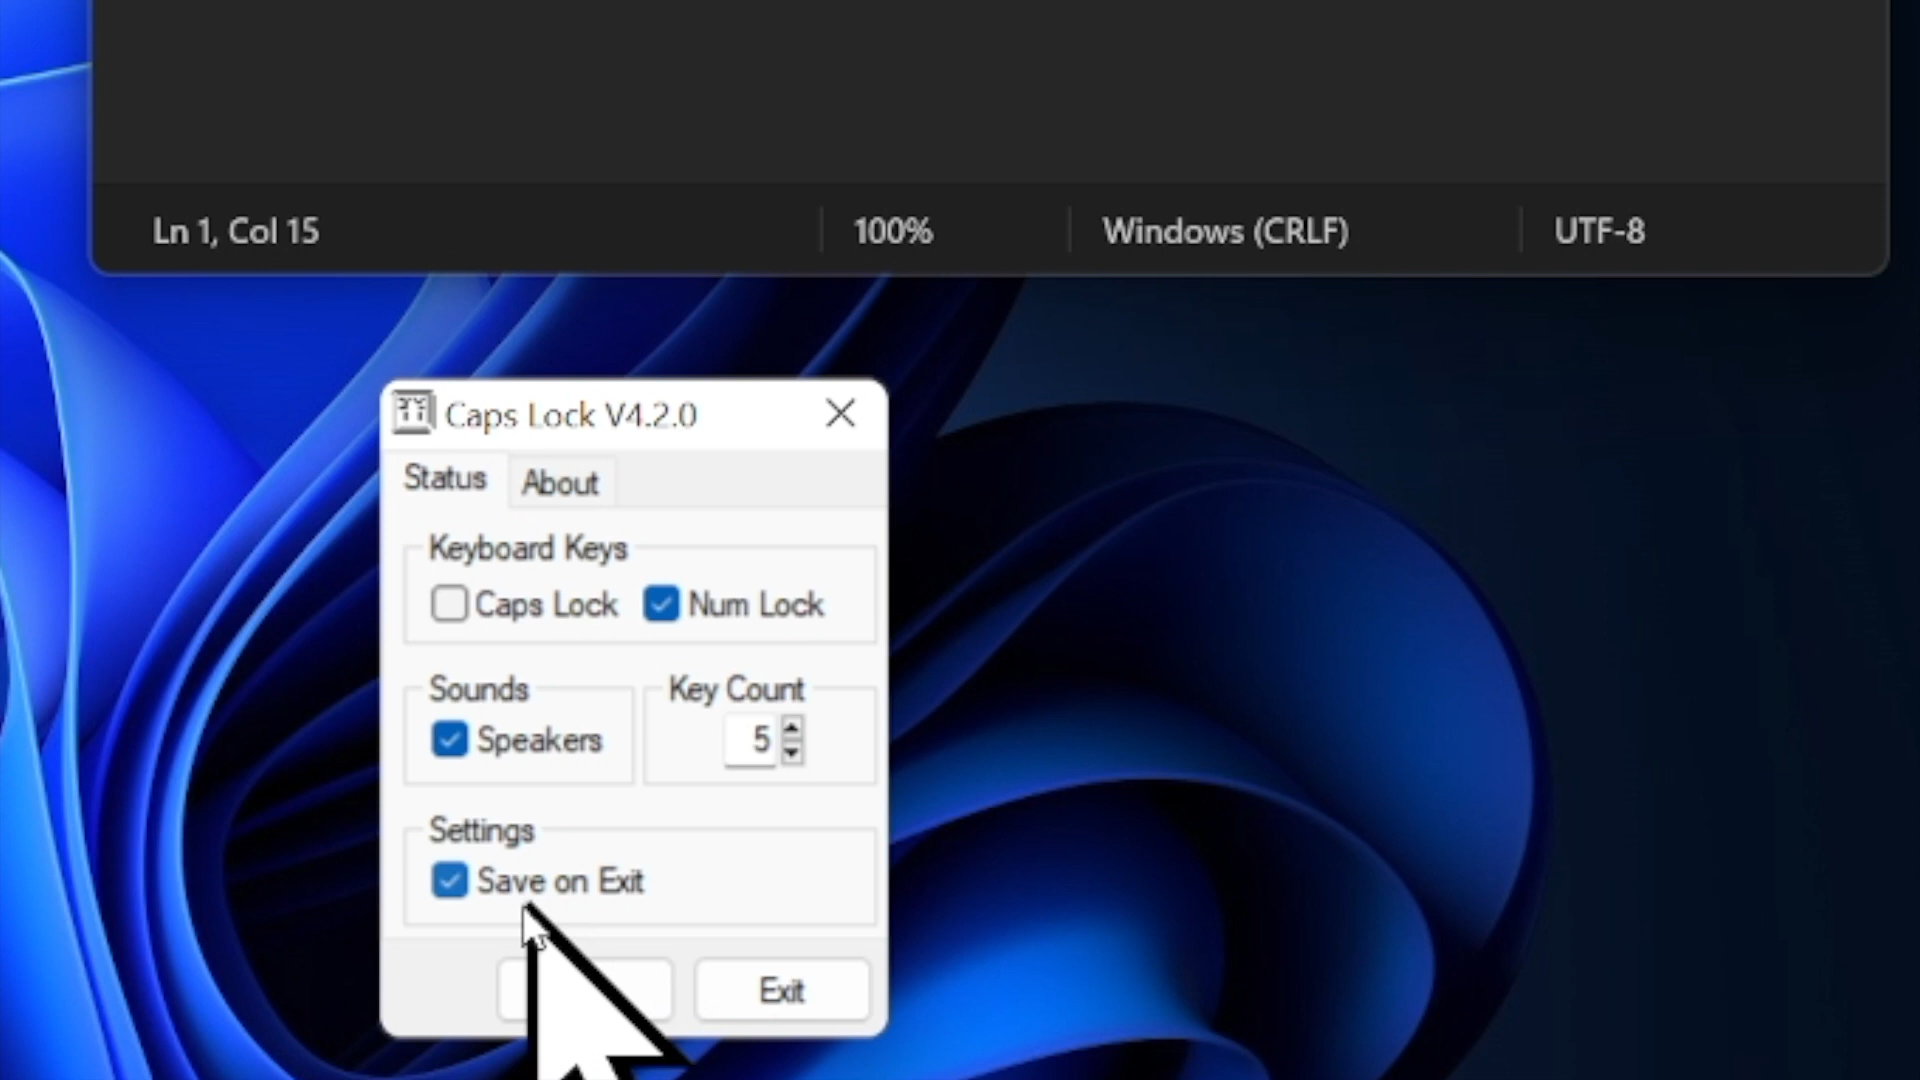 Ln 1, Col 15 100% Windows (CRLF) UTF-8
Caps Lock V4.2.0
Status About
Keyboard Keys
Caps Lock Num Lock
Sounds Key Count
Speakers 5
Settings
Save on Exit
Exit